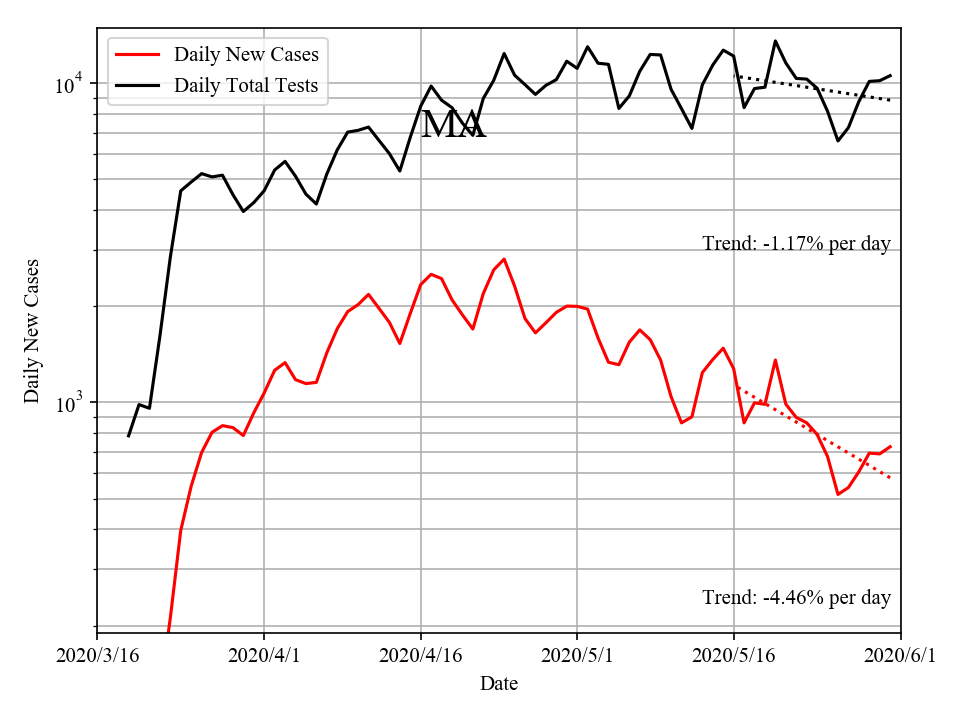 Daily New Cases
Daily Total Tests
MA
10^4
Trend: -1.17% per day
Daily New Cases
10^3
Trend: -4.46% per day
2020/3/16
2020/4/1
2020/4/16
2020/5/1
2020/5/16
2020/6/1
Date